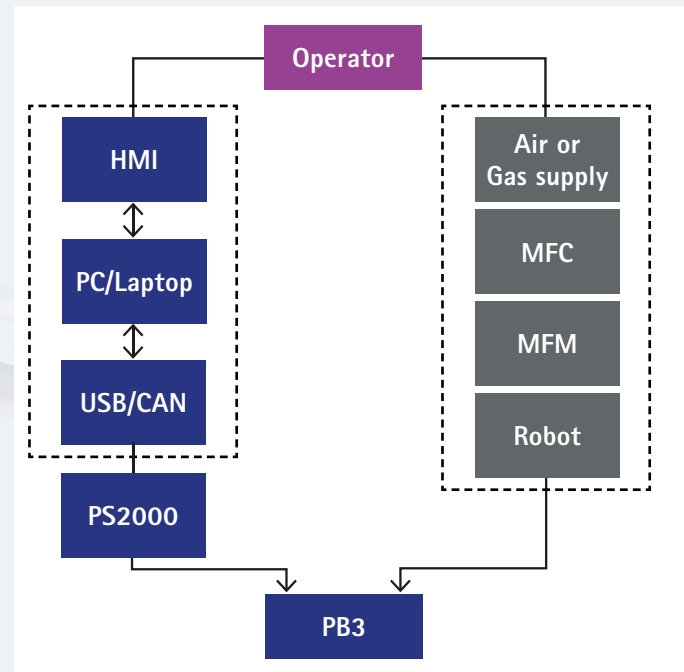 Operator
HMI
PC/Laptop
USB/CAN
PS2000
Air or
Gas supply
MFC
MFM
Robot
PB3